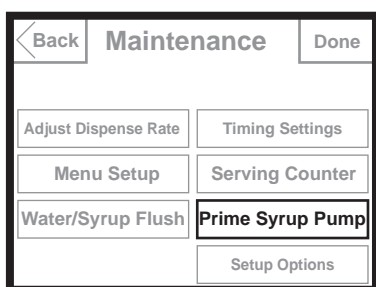 Back Maintenance Done
Adjust Dispense Rate Timing Settings
Menu Setup Serving Counter
Water/Syrup Flush Prime Syrup Pump
Setup Options